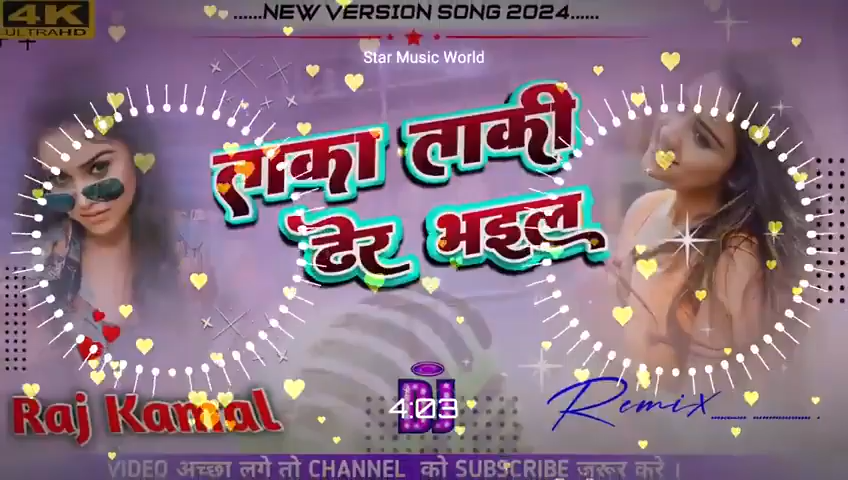 4K
ULTRAHD
......NEW VERSION SONG 2024......
Star Music World
ताका ताकी
ढेर भईल
Raj Kamal
DJ
4:03
Remix
VIDEO अच्छा लगे तो CHANNEL को SUBSCRIBE जरूर करे ।